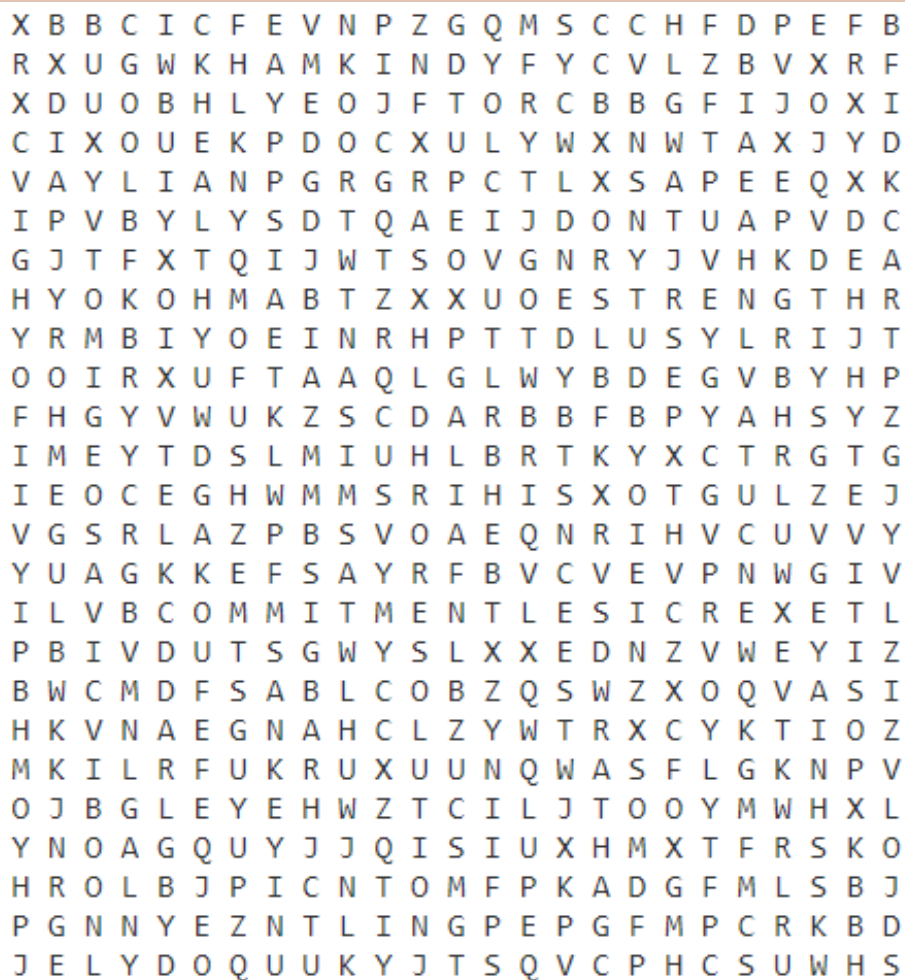 X B B C I C F E V N P Z G Q M S C C H F D P E F B
R X U G W K H A M K I N D Y F Y C V L Z B V X R F
X D U O B H L Y E O J F T O R C B B G F I J O X I
C I X O U E K P D O C X U L Y W X N W T A X J Y D
V A Y L I A N P G R G R P C T L X S A P E E Q X K
I P V B Y L Y S D T Q A E I J D O N T U A P V D C
G J T F X T Q I J W T S O V G N R Y J V H K D E A
H Y O K O H M A B T Z X X U O E S T R E N G T H R
Y R M B I Y O E I N R H P T T D L U S Y L R I J T
O O I R X U F T A A Q L G L W Y B D E G V B Y H P
F H G Y V W U K Z S C D A R B B F B P Y A H S Y Z
I M E Y T D S L M I U H L B R T K Y X C T R G T G
I E O C E G H W M M S R I H I S X O T G U L Z E J
V G S R L A Z P B S V O A E Q N R I H V C U V V Y
Y U A G K K E F S A Y R F B V C V E V P N W G I V
I L V B C O M M I T M E N T L E S I C R E X E T L
P B I V D U T S G W Y S L X X E D N Z V W E Y I Z
B W C M D F S A B L C O B Z Q S W Z X O Q V A S I
H K V N A E G N A H C L Z Y W T R X C Y K T I O Z
M K I L R F U K R U X U U N Q W A S F L G K N P V
O J B G L E Y E H W Z T C I L J T O O Y M W H X L
Y N O A G Q U Y J J Q I S I U X H M X T F R S K O
H R O L B J P I C N T O M F P K A D G F M L S B J
P G N N Y E Z N T L I N G P E P G F M P C R K B D
J E L Y D O Q U U K Y J T S Q V C P H C S U W H S